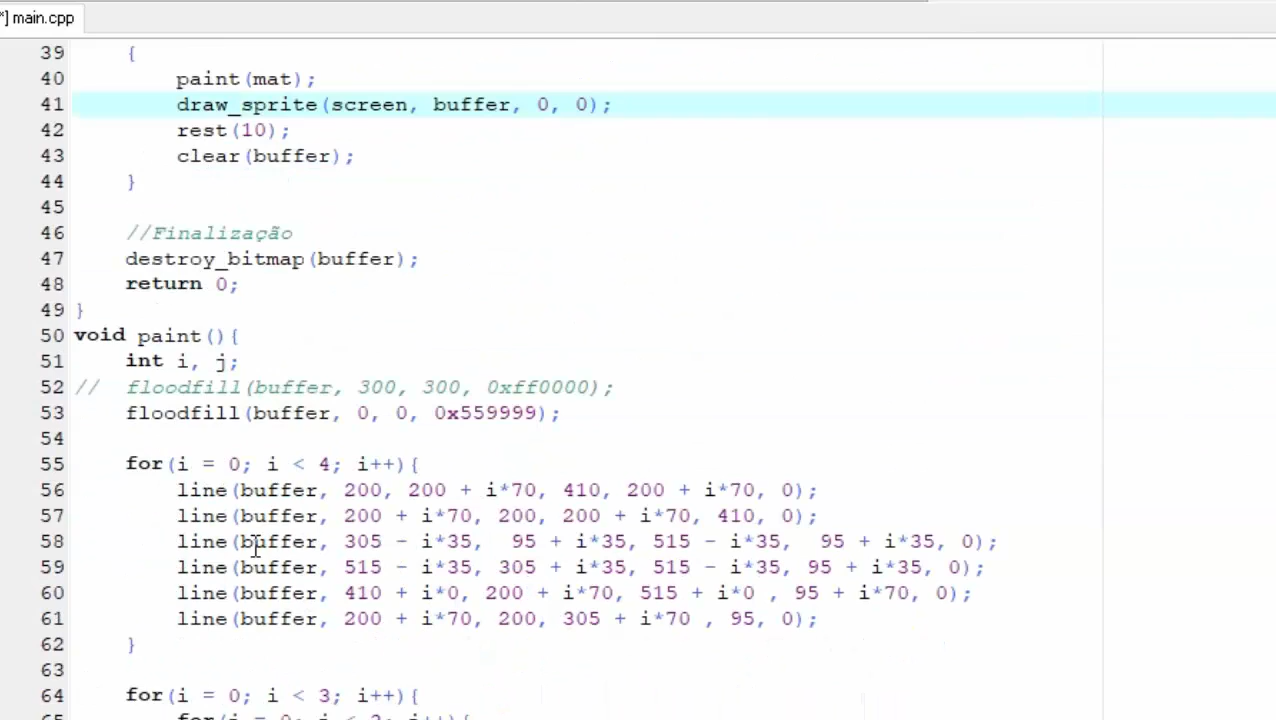 *] main.cpp
39 {
40 paint(mat);
41 draw_sprite(screen, buffer, 0, 0);
42 rest(10);
43 clear(buffer);
44 }
45
46 //Finalização
47 destroy_bitmap(buffer);
48 return 0;
49 }
50 void paint(){
51 int i, j;
52 // floodfill(buffer, 300, 300, 0xff0000);
53 floodfill(buffer, 0, 0, 0x559999);
54
55 for(i = 0; i < 4; i++){
56 line(buffer, 200, 200 + i*70, 410, 200 + i*70, 0);
57 line(buffer, 200 + i*70, 200, 200 + i*70, 410, 0);
58 line(buffer, 305 - i*35, 95 + i*35, 515 - i*35, 95 + i*35, 0);
59 line(buffer, 515 - i*35, 305 + i*35, 515 - i*35, 95 + i*35, 0);
60 line(buffer, 410 + i*0, 200 + i*70, 515 + i*0 , 95 + i*70, 0);
61 line(buffer, 200 + i*70, 200, 305 + i*70 , 95, 0);
62 }
63
64 for(i = 0; i < 3; i++){